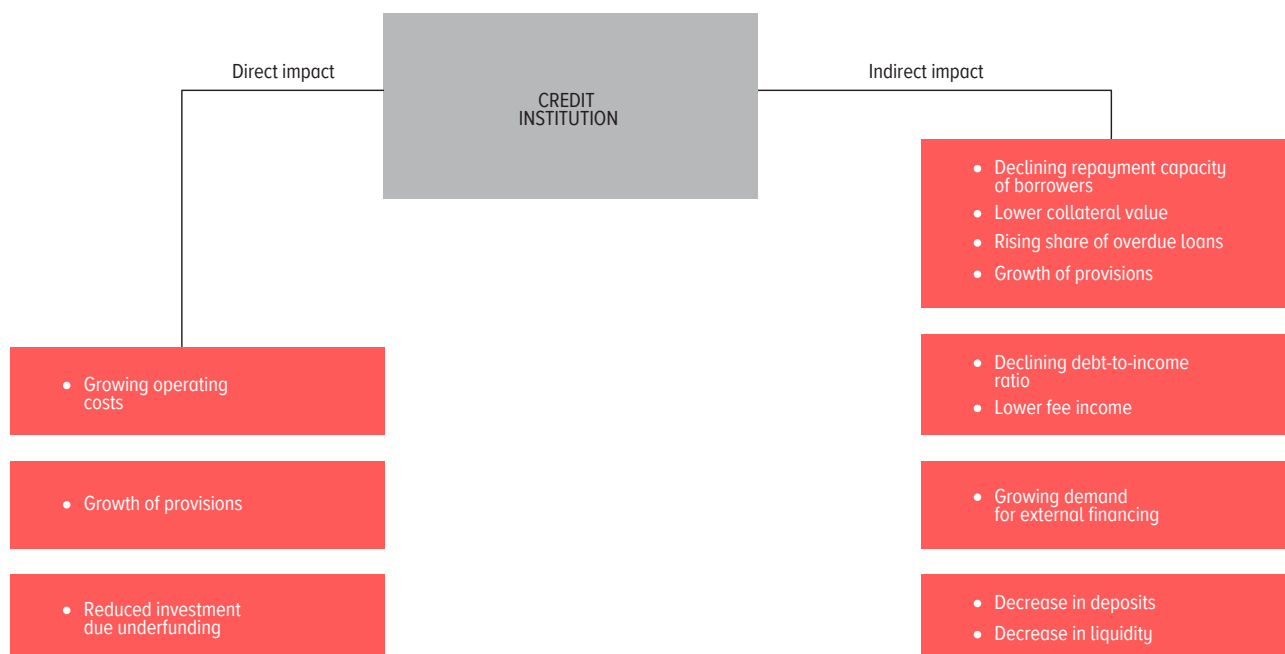 Direct impact
CREDIT
INSTITUTION
Indirect impact
• Declining repayment capacity
of borrowers
• Lower collateral value
• Rising share of overdue loans
• Growth of provisions
• Growing operating
costs
• Declining debt-to-income
ratio
• Lower fee income
• Growth of provisions
• Growing demand
for external financing
• Reduced investment
due underfunding
• Decrease in deposits
• Decrease in liquidity